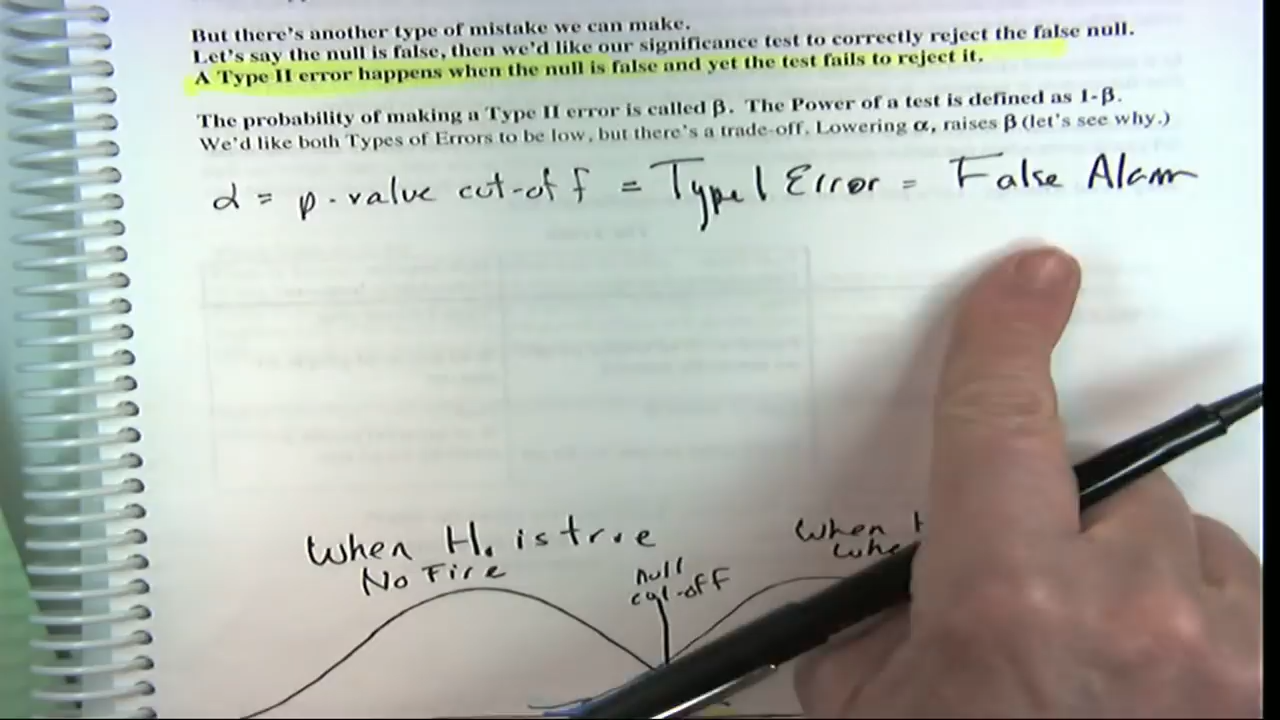 But there's another type of mistake we can make.
Let's say the null is false, then we'd like our significance test to correctly reject the false null.
A Type II error happens when the null is false and yet the test fails to reject it.
The probability of making a Type II error is called β. The Power of a test is defined as 1-β.
We'd like both Types of Errors to be low, but there's a trade-off. Lowering α, raises β (let's see why.)
α = p-value cut-off = Type I Error = False Alarm
When H₀ is true
No Fire
null
cut-off
When